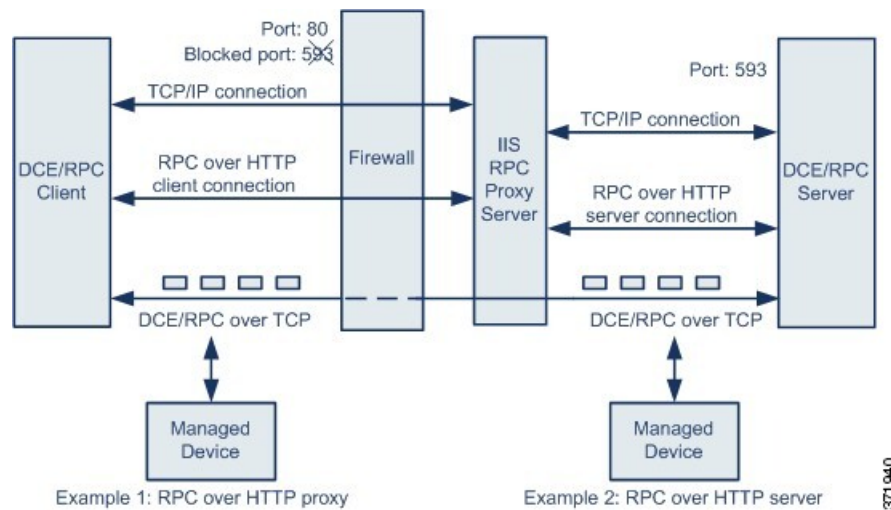 Port: 80
Blocked port: 593
Port: 593
TCP/IP connection
TCP/IP connection
DCE/RPC
Client
RPC over HTTP
client connection
Firewall
IIS
RPC
Proxy
Server
RPC over HTTP
server connection
DCE/RPC
Server
DCE/RPC over TCP
DCE/RPC over TCP
Managed
Device
Managed
Device
Example 1: RPC over HTTP proxy
Example 2: RPC over HTTP server
371940